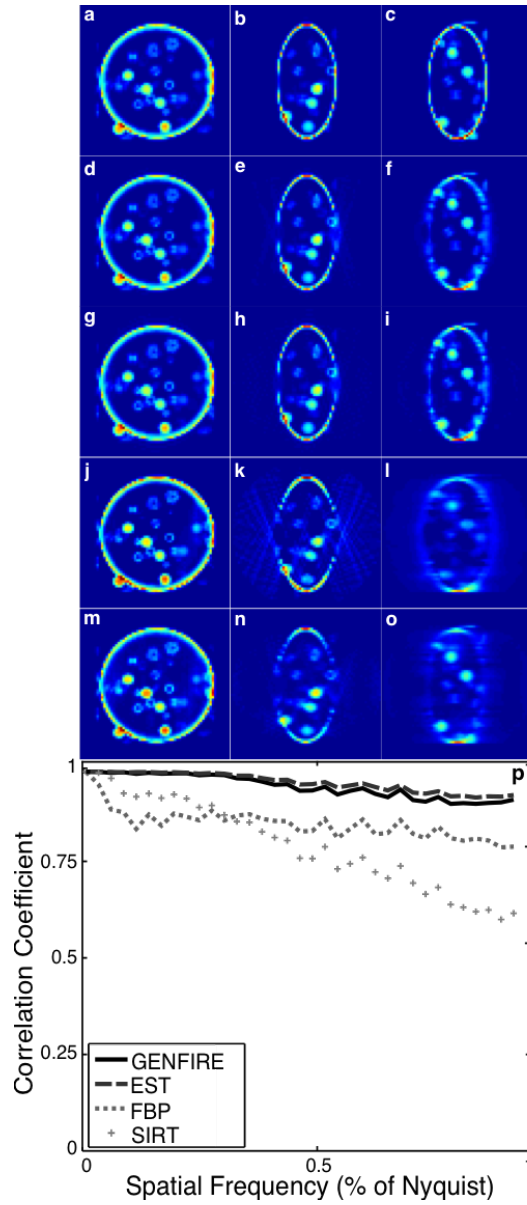 a b c
d e f
g h i
j k l
m n o
p
1
0.75
0.5
0.25
0
Correlation Coefficient
GENFIRE
EST
FBP
SIRT
0 0.5 1
Spatial Frequency (% of Nyquist)